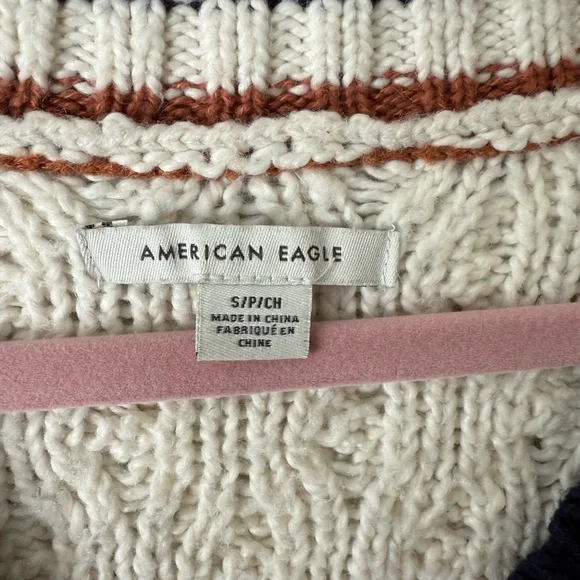 AMERICAN EAGLE
S/P/CH
MADE IN CHINA
FABRIQUÉ EN
CHINE